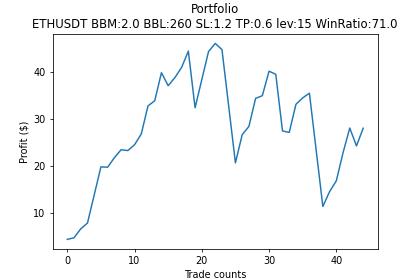 Portfolio
ETHUSDT BBM:2.0 BBL:260 SL:1.2 TP:0.6 lev:15 WinRatio:71.0
40
30
20
10
Profit ($)
0
10
20
30
40
Trade counts